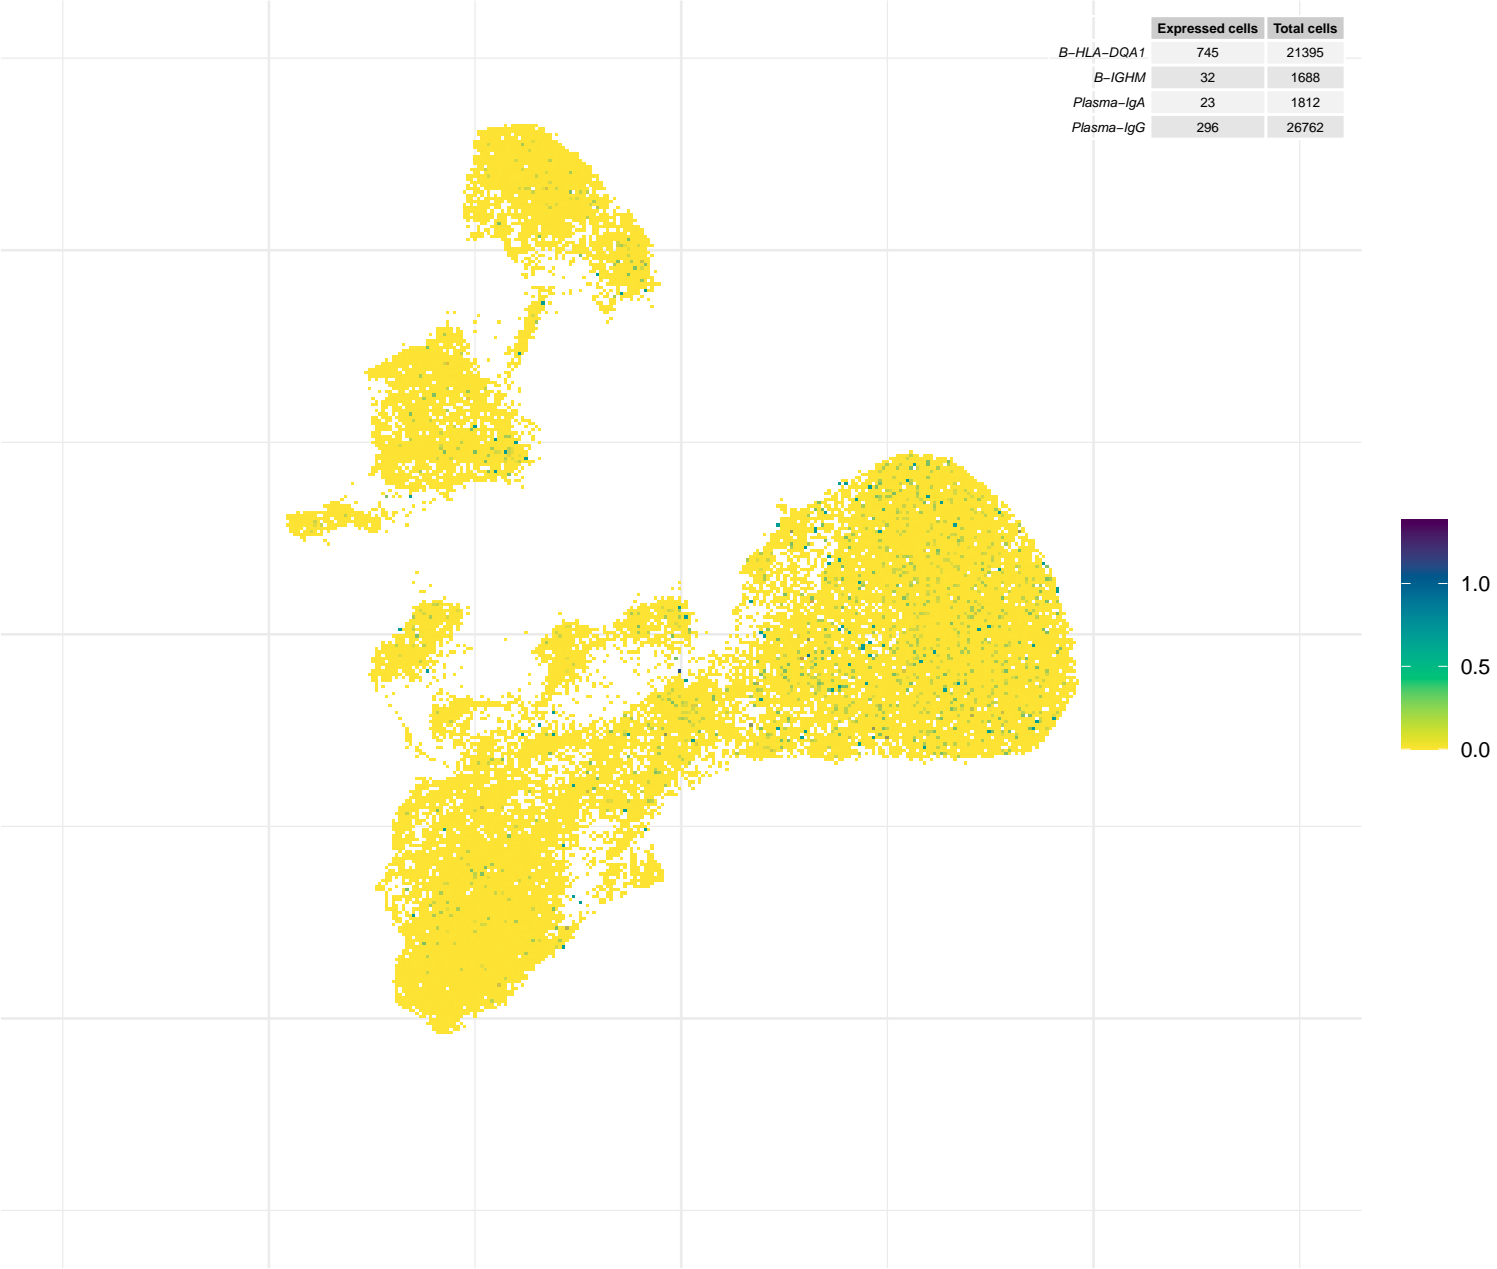 Expressed cells Total cells
B−HLA−DQA1 745 21395
B−IGHM 32 1688
Plasma−IgA 23 1812
Plasma−IgG 296 26762
1.0
0.5
0.0